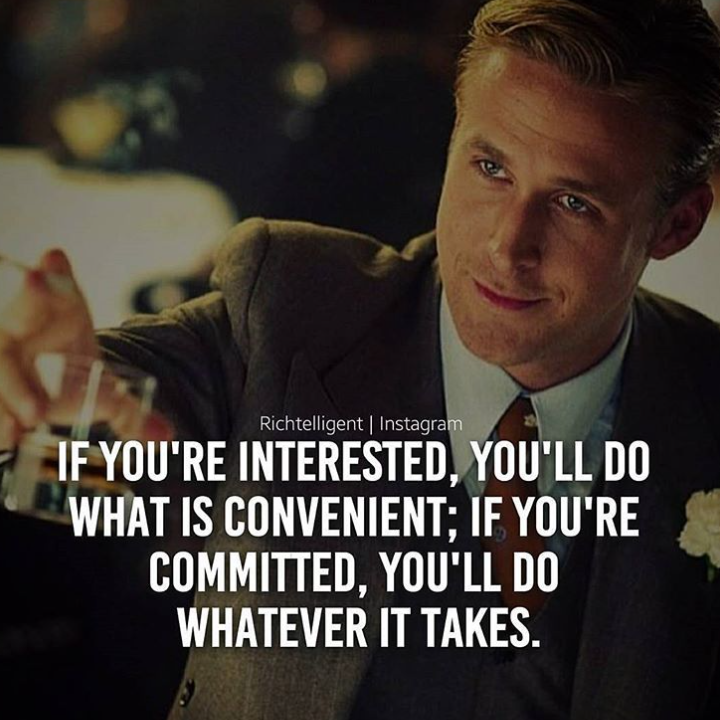 Richtelligent | Instagram
IF YOU'RE INTERESTED, YOU'LL DO
WHAT IS CONVENIENT; IF YOU'RE
COMMITTED, YOU'LL DO
WHATEVER IT TAKES.